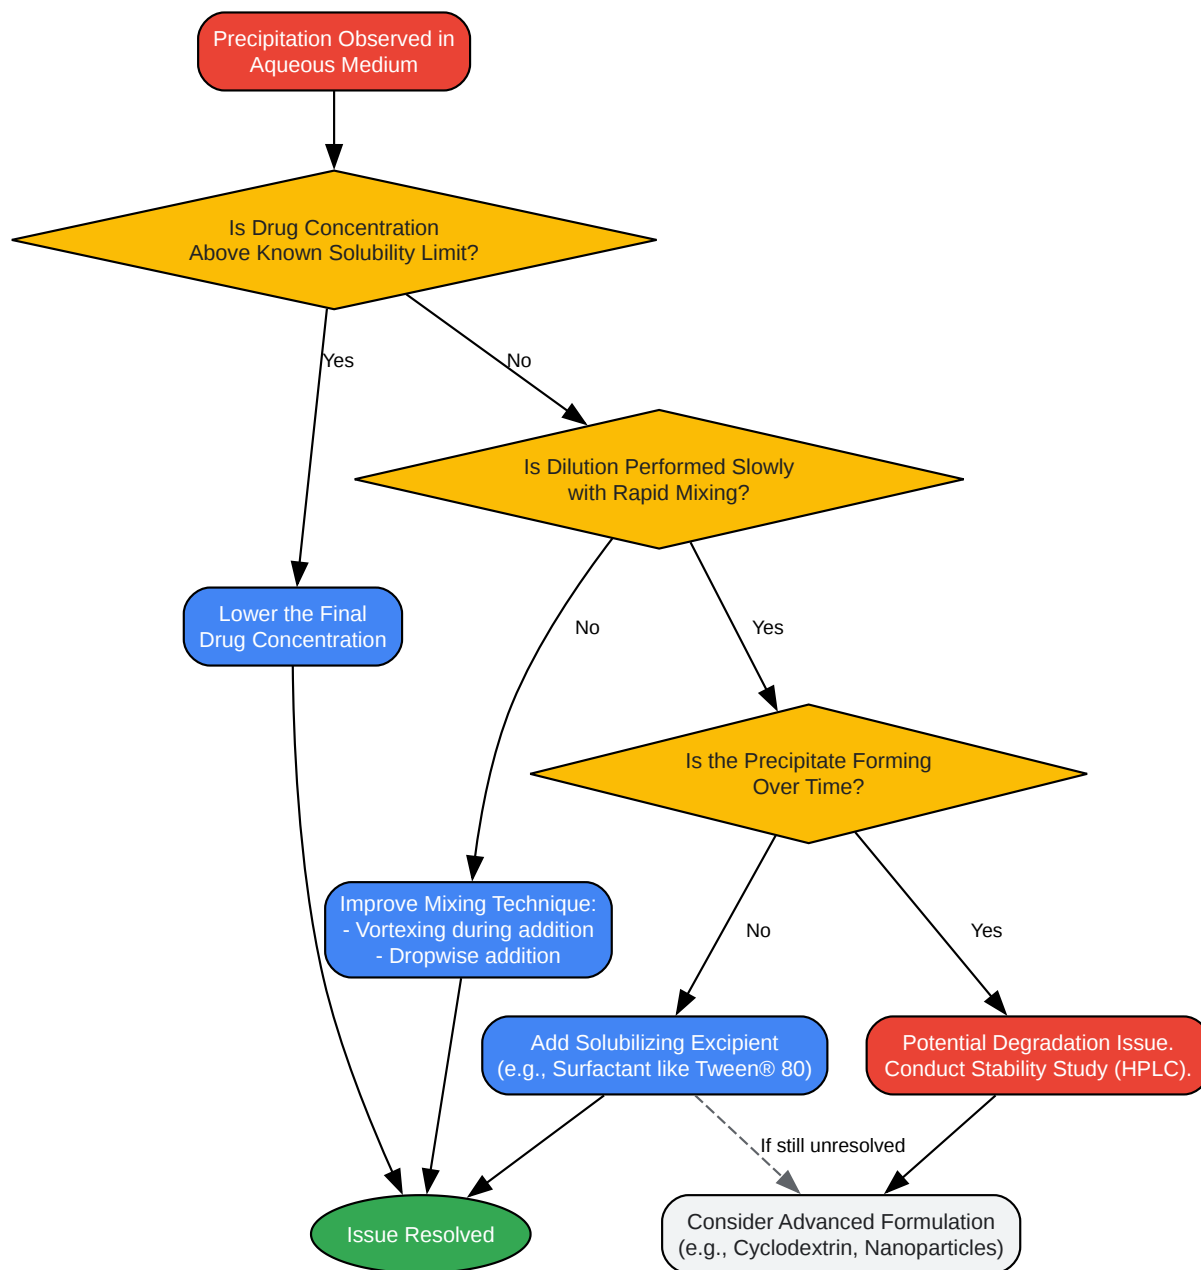 Precipitation Observed in
Aqueous Medium
Is Drug Concentration
Above Known Solubility Limit?
Yes
No
Is Dilution Performed Slowly
with Rapid Mixing?
Lower the Final
Drug Concentration
No
Yes
Is the Precipitate Forming
Over Time?
Improve Mixing Technique:
- Vortexing during addition
- Dropwise addition
No
Yes
Add Solubilizing Excipient
(e.g., Surfactant like Tween® 80)
Potential Degradation Issue.
Conduct Stability Study (HPLC).
If still unresolved
Issue Resolved
Consider Advanced Formulation
(e.g., Cyclodextrin, Nanoparticles)